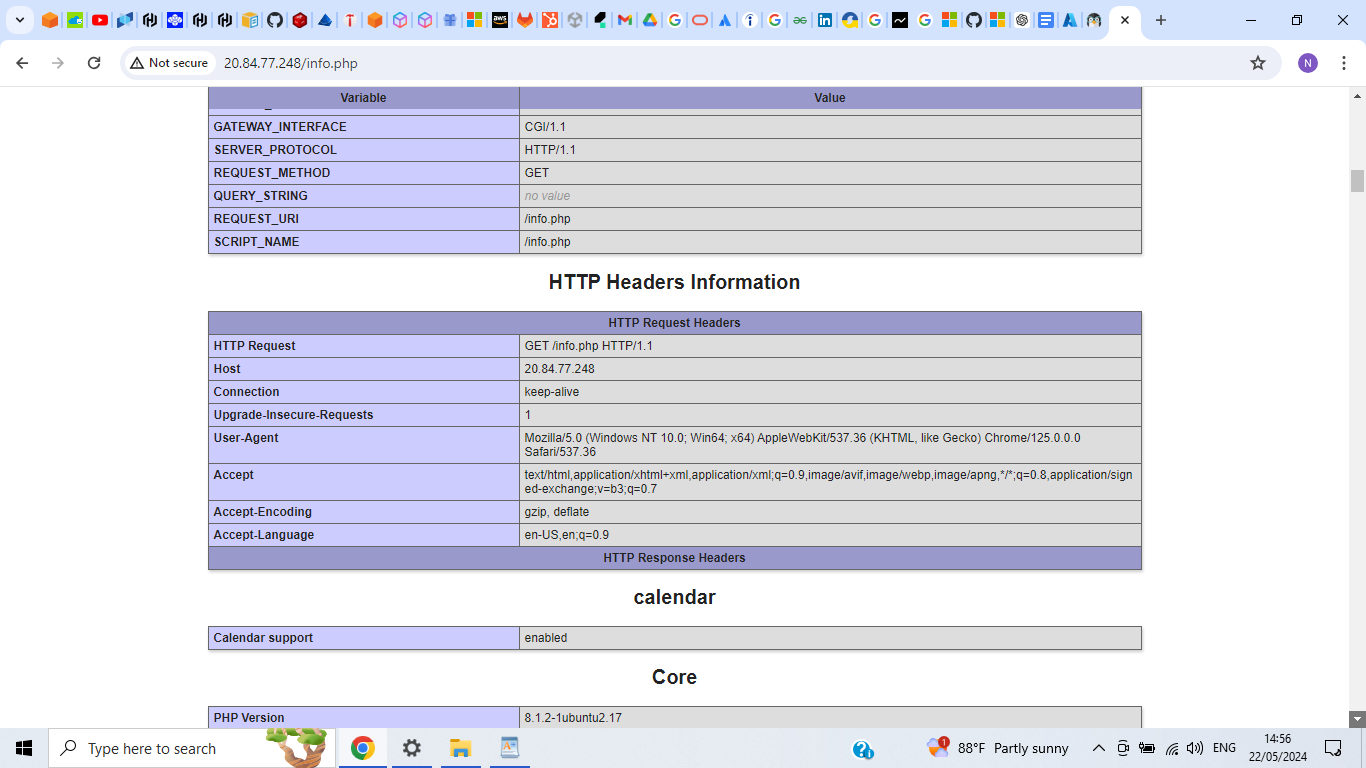 Not secure
20.84.77.248/info.php
N
Variable Value
GATEWAY_INTERFACE CGI/1.1
SERVER_PROTOCOL HTTP/1.1
REQUEST_METHOD GET
QUERY_STRING no value
REQUEST_URI /info.php
SCRIPT_NAME /info.php
HTTP Headers Information
HTTP Request Headers
HTTP Request GET /info.php HTTP/1.1
Host 20.84.77.248
Connection keep-alive
Upgrade-Insecure-Requests 1
User-Agent Mozilla/5.0 (Windows NT 10.0; Win64; x64) AppleWebKit/537.36 (KHTML, like Gecko) Chrome/125.0.0.0
Safari/537.36
Accept text/html,application/xhtml+xml,application/xml;q=0.9,image/avif,image/webp,image/apng,*/*;q=0.8,application/sign
ed-exchange;v=b3;q=0.7
Accept-Encoding gzip, deflate
Accept-Language en-US,en;q=0.9
HTTP Response Headers
calendar
Calendar support enabled
Core
PHP Version 8.1.2-1ubuntu2.17
Type here to search
1
88°F Partly sunny
ENG
14:56
22/05/2024